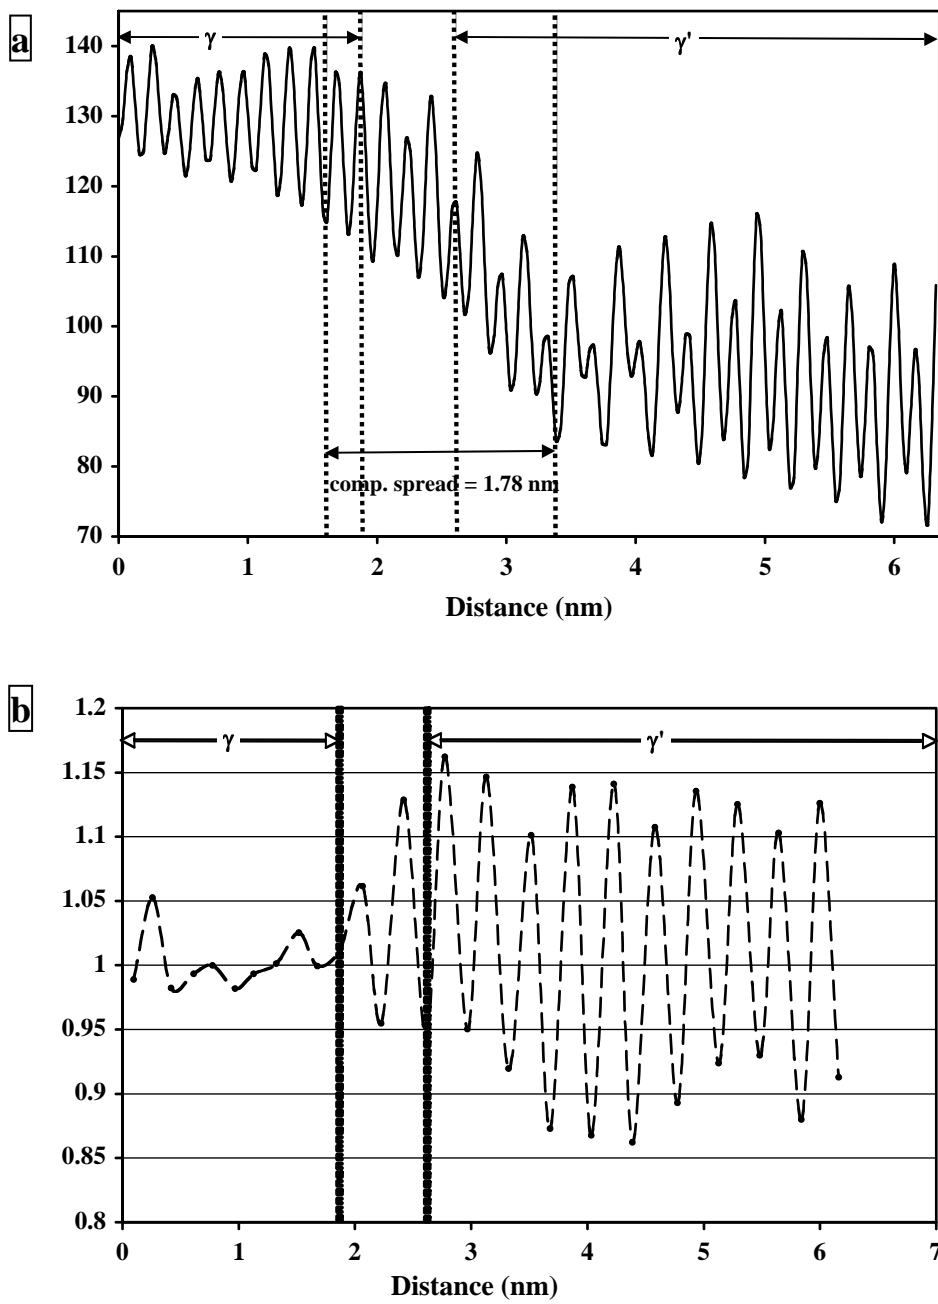 a
γ
γ'
140
130
120
110
100
90
80
70
comp. spread = 1.78 nm
0 1 2 3 4 5 6
Distance (nm)
b
1.2
γ
γ'
1.15
1.1
1.05
1
0.95
0.9
0.85
0.8
0 1 2 3 4 5 6 7
Distance (nm)